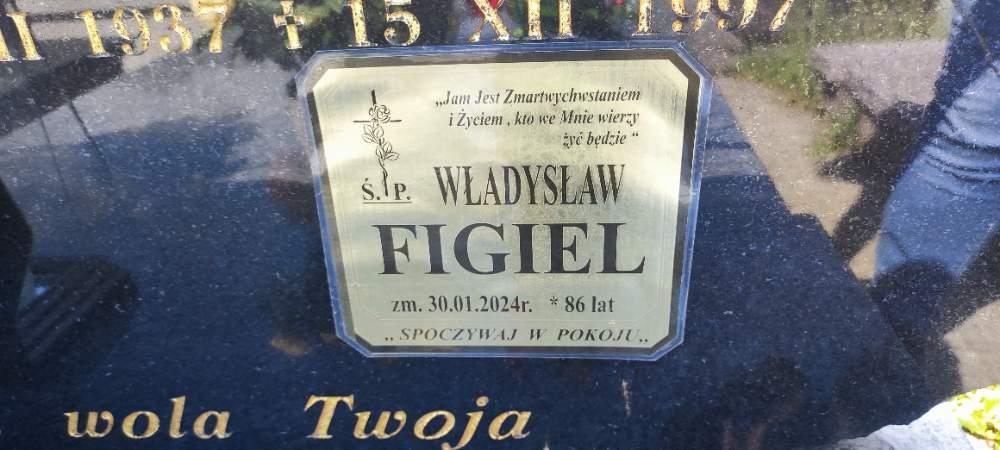 II 1937 + 15 XII 1997
„Jam Jest Zmartwychwstaniem
i Życiem , kto we Mnie wierzy
żyć będzie “
Ś. P. WŁADYSŁAW
FIGIEL
zm. 30.01.2024r. * 86 lat
„ SPOCZYWAJ W POKOJU„
wola Twoja